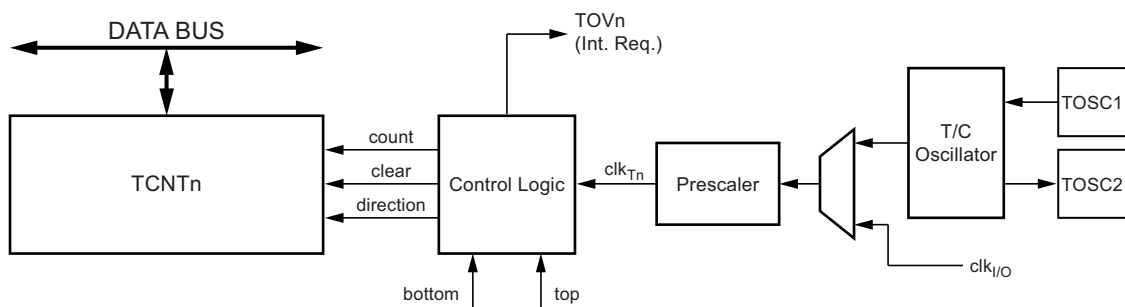 DATA BUS
TOVn
(Int. Req.)
TCNTn
count
clear
direction
Control Logic
clkTn
Prescaler
T/C
Oscillator
TOSC1
TOSC2
clkI/O
bottom
top